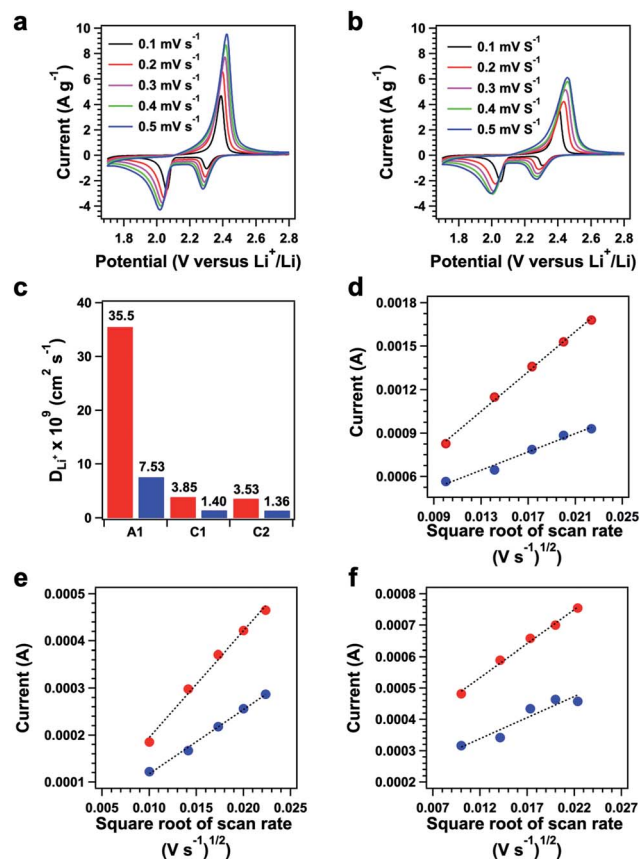 a
10
8
6
4
2
0
-2
-4
Current (A g⁻¹)
0.1 mV s⁻¹
0.2 mV s⁻¹
0.3 mV s⁻¹
0.4 mV s⁻¹
0.5 mV s⁻¹
1.8 2.0 2.2 2.4 2.6 2.8
Potential (V versus Li⁺/Li)
b
10
8
6
4
2
0
-2
-4
Current (A g⁻¹)
0.1 mV S⁻¹
0.2 mV S⁻¹
0.3 mV S⁻¹
0.4 mV S⁻¹
0.5 mV S⁻¹
1.8 2.0 2.2 2.4 2.6 2.8
Potential (V versus Li⁺/Li)
c
40
30
20
10
0
D_Li⁺ x 10⁹ (cm² s⁻¹)
35.5
7.53
3.85
1.40
3.53
1.36
A1 C1 C2
d
0.0018
0.0015
0.0012
0.0009
0.0006
Current (A)
0.009 0.013 0.017 0.021 0.025
Square root of scan rate
(V s⁻¹)¹/²
e
0.0005
0.0004
0.0003
0.0002
0.0001
Current (A)
0.005 0.010 0.015 0.020 0.025
Square root of scan rate
(V s⁻¹)¹/²
f
0.0008
0.0007
0.0006
0.0005
0.0004
0.0003
0.0002
Current (A)
0.007 0.012 0.017 0.022 0.027
Square root of scan rate
(V s⁻¹)¹/²